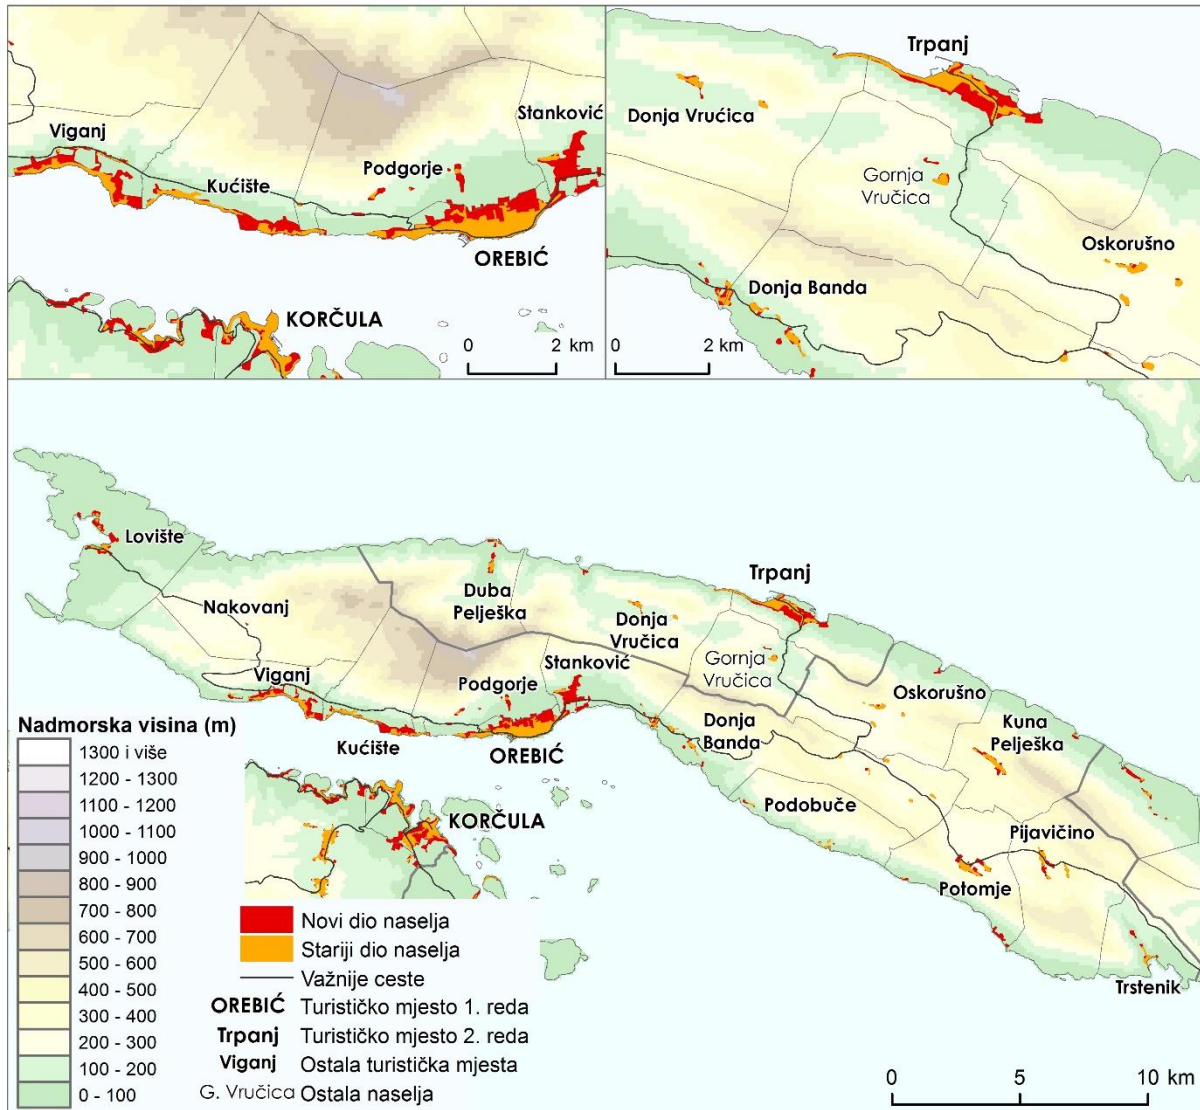 Viganj
Kućište
Podgorje
Stanković
OREBIĆ
KORČULA
0 2 km
Trpanj
Donja Vrućica
Gornja
Vručica
Oskorušno
Donja Banda
0 2 km
Lovište
Nakovanj
Duba
Pelješka
Trpanj
Donja
Vručica
Stanković
Gornja
Vručica
Viganj
Podgorje
Oskorušno
Kuna
Pelješka
Kućište
OREBIĆ
Donja
Banda
Podobuče
KORČULA
Pijavičino
Potomje
Trstenik
Nadmorska visina (m)
1300 i više
1200 - 1300
1100 - 1200
1000 - 1100
900 - 1000
800 - 900
700 - 800
600 - 700
500 - 600
400 - 500
300 - 400
200 - 300
100 - 200
0 - 100
Novi dio naselja
Stariji dio naselja
Važnije ceste
OREBIĆ Turističko mjesto 1. reda
Trpanj Turističko mjesto 2. reda
Viganj Ostala turistička mjesta
G. Vručica Ostala naselja
0 5 10 km